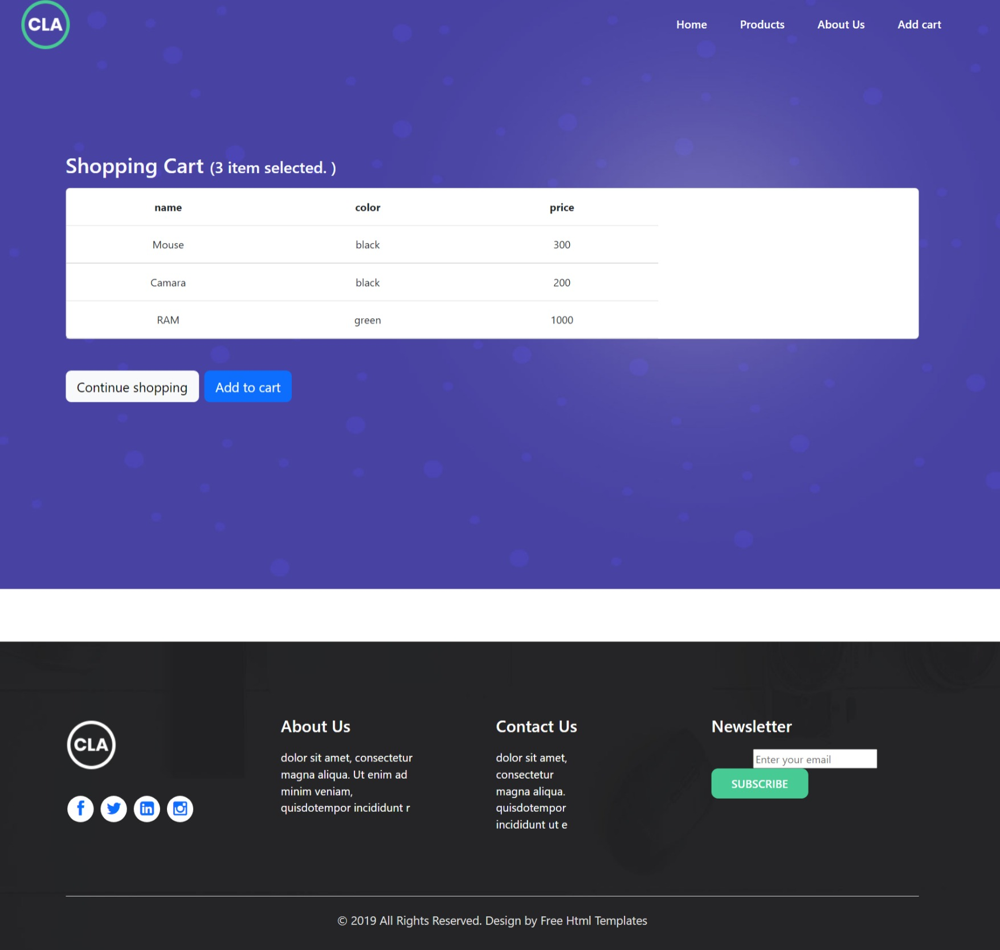 CLA
Home Products About Us Add cart
Shopping Cart (3 item selected. )
name color price
Mouse black 300
Camara black 200
RAM green 1000
Continue shopping Add to cart
CLA
About Us
dolor sit amet, consectetur
magna aliqua. Ut enim ad
minim veniam,
quisdotempor incididunt r
Contact Us
dolor sit amet,
consectetur
magna aliqua.
quisdotempor
incididunt ut e
Newsletter
Enter your email
SUBSCRIBE
© 2019 All Rights Reserved. Design by Free Html Templates